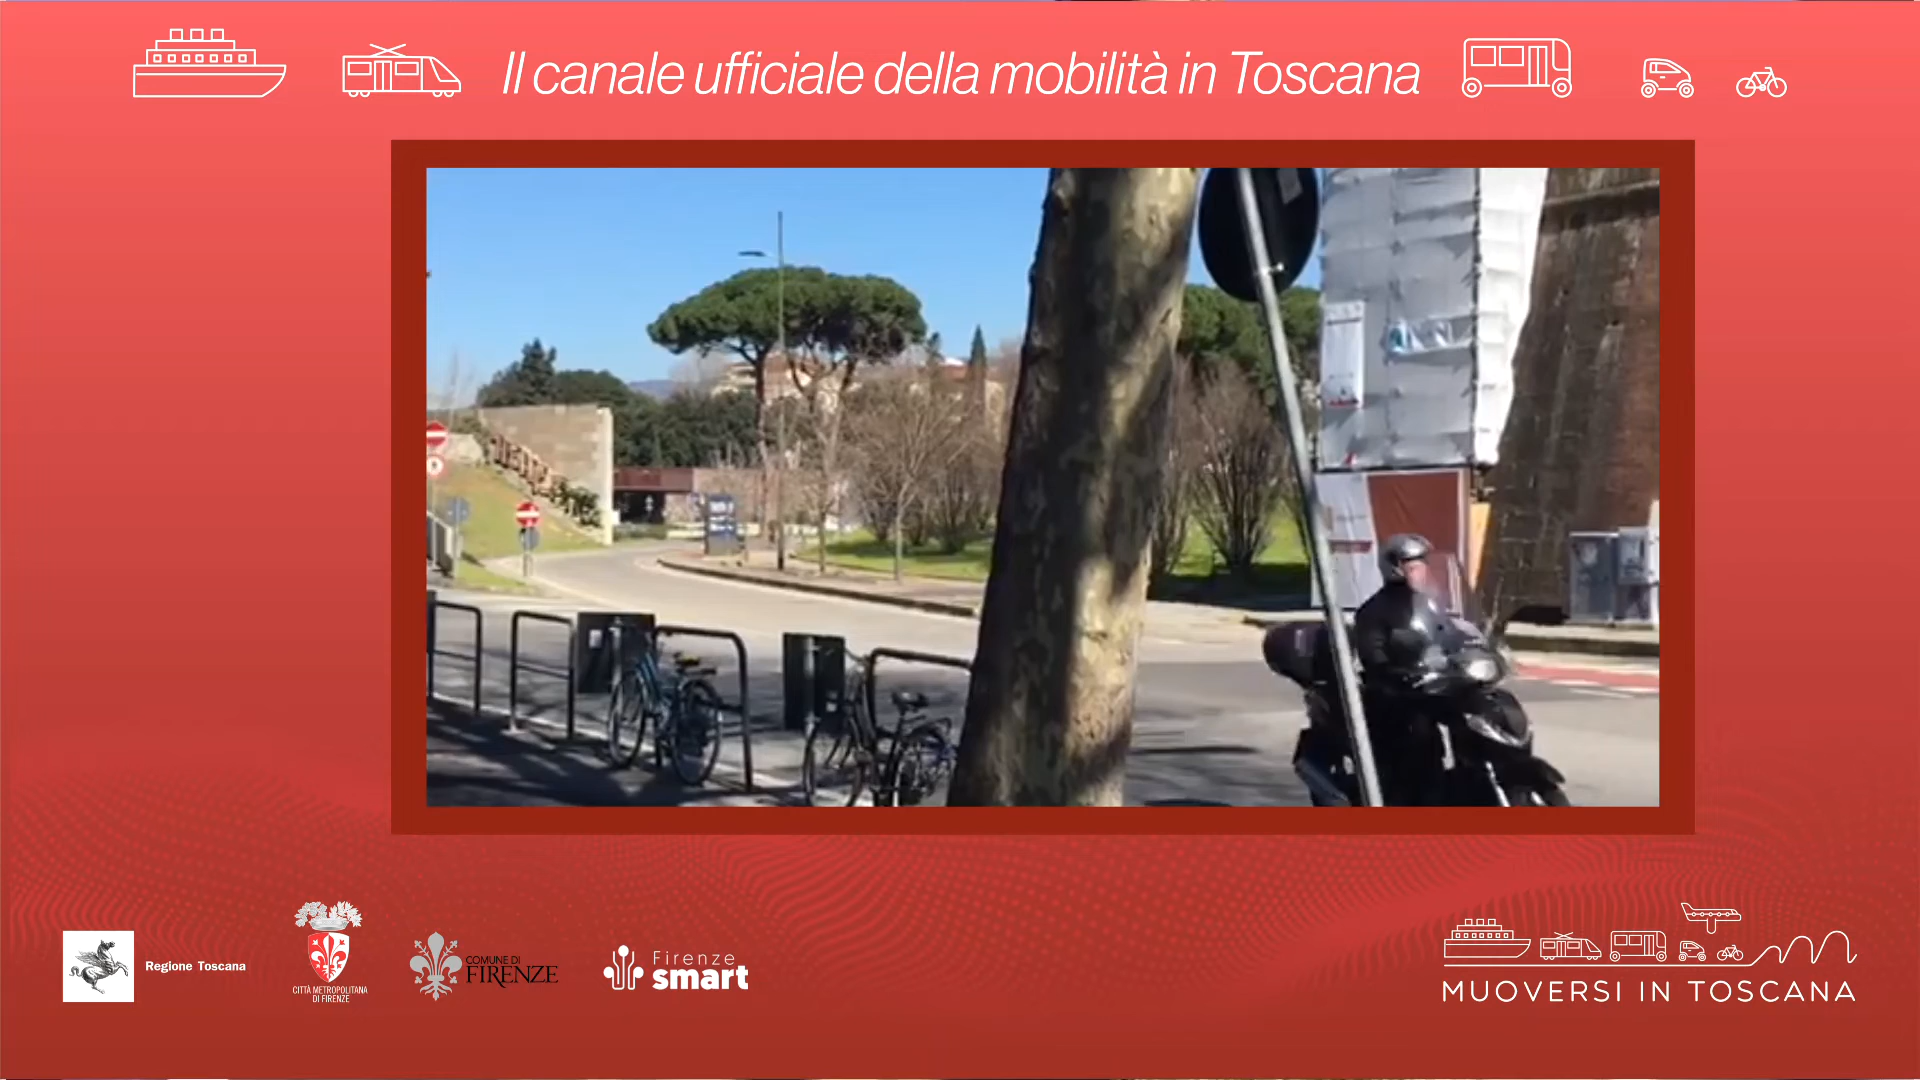 Il canale ufficiale della mobilità in Toscana
Regione Toscana
CITTÀ METROPOLITANA
DI FIRENZE
COMUNE DI
FIRENZE
Firenze
smart
MUOVERSI IN TOSCANA